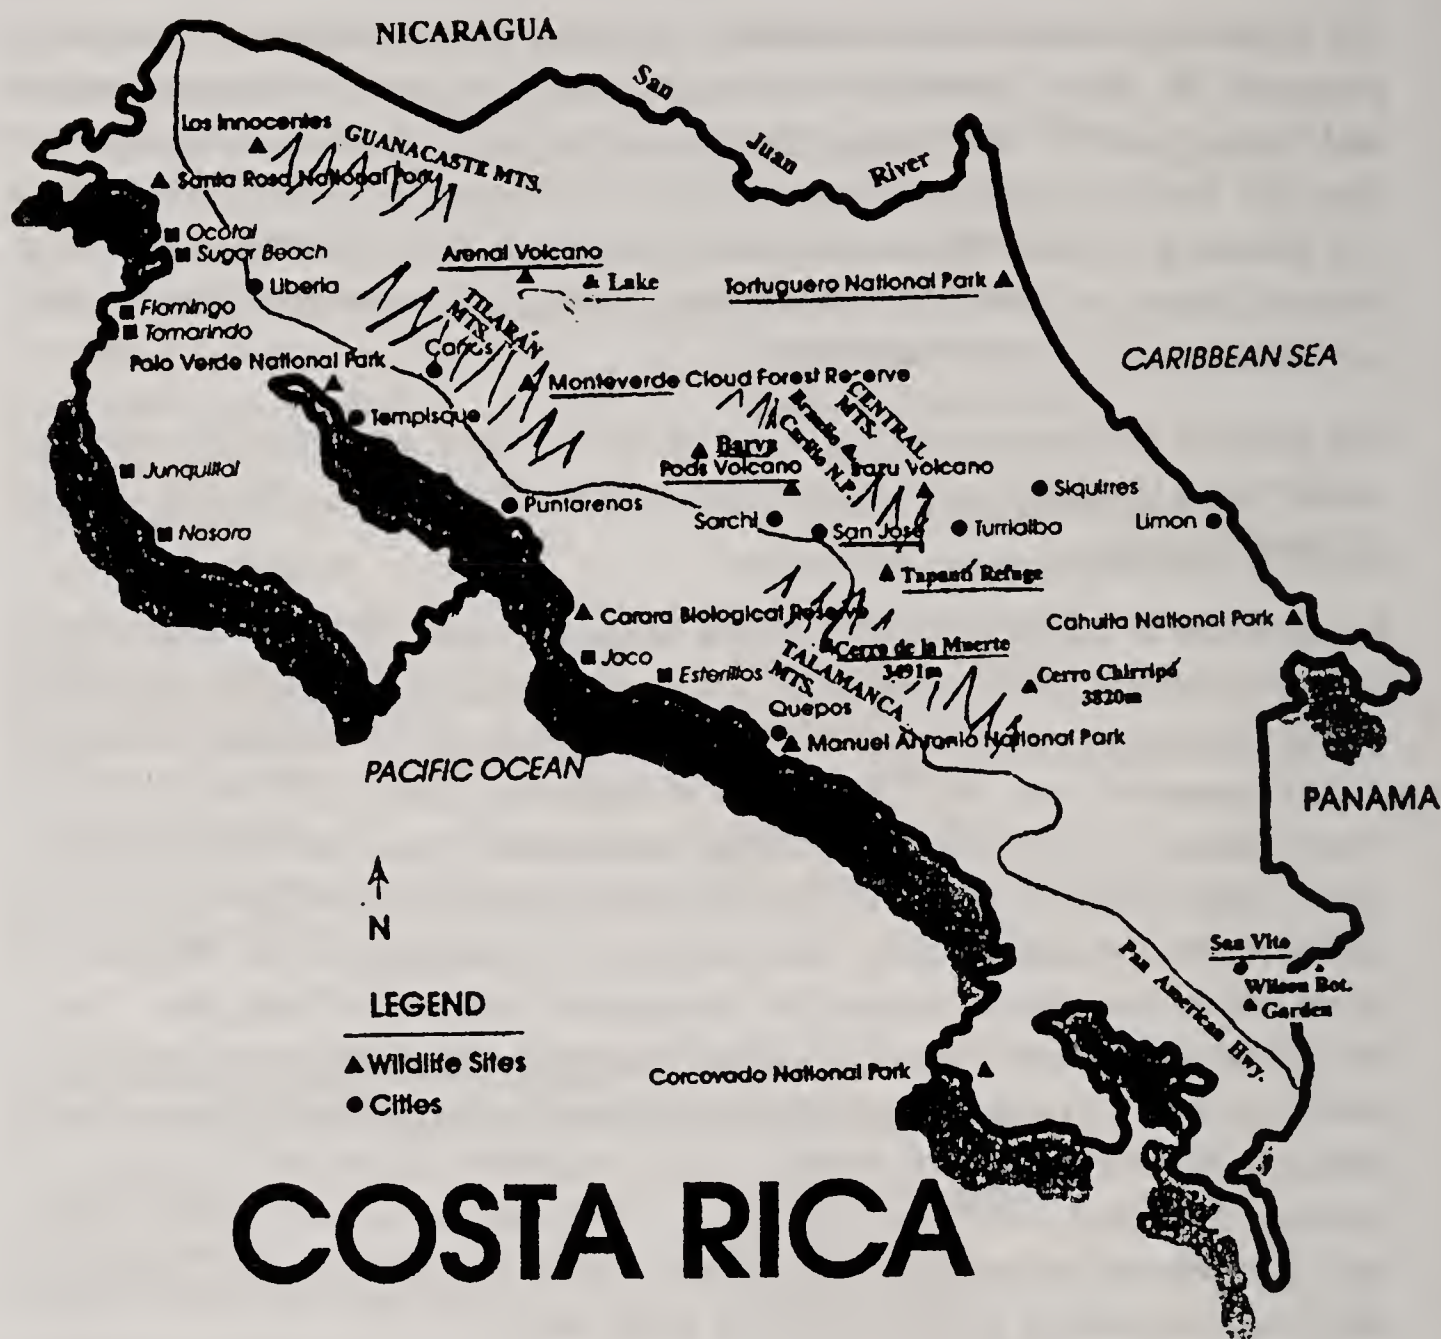 NICARAGUA
San Juan River
Los Innocentes
GUANACASTE MTS.
Santa Rosa National Park
Ocotal
Sugar Beach
Arenal Volcano
& Lake
Tortuguero National Park
Liberia
TILARÁN
MTS.
Flamingo
Tamarindo
CARIBBEAN SEA
Palo Verde National Park
Cañas
Monteverde Cloud Forest Reserve
CENTRAL
MTS.
Braulio
Carillo N.P.
Tempisque
Barva
Poás Volcano
Irazu Volcano
Junquillal
Siquirres
Puntarenas
Sarchi
San José
Turrialba
Limon
Nosara
Tapantí Refuge
Carara Biological Reserve
Cahuita National Park
Cerro de la Muerte
3491m
Jaco
Esterillos
TALAMANCA
MTS.
Cerro Chirripó
3820m
Quepos
Manuel Antonio National Park
PACIFIC OCEAN
PANAMA
N
San Vito
Wilson Bot.
Garden
Pan American Hwy.
LEGEND
Wildlife Sites
Cities
Corcovado National Park
COSTA RICA